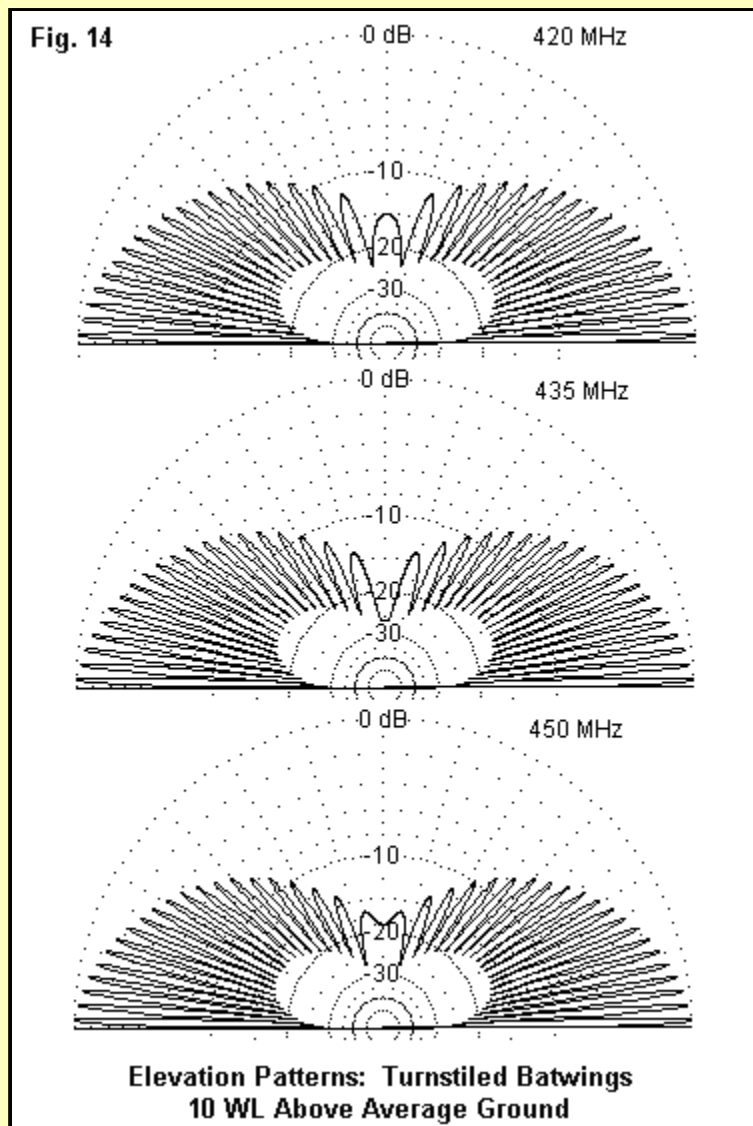 Fig. 14
0 dB
420 MHz
-10
-20
-30
0 dB
435 MHz
-10
-20
-30
0 dB
450 MHz
-10
-20
-30
Elevation Patterns: Turnstiled Batwings
10 WL Above Average Ground